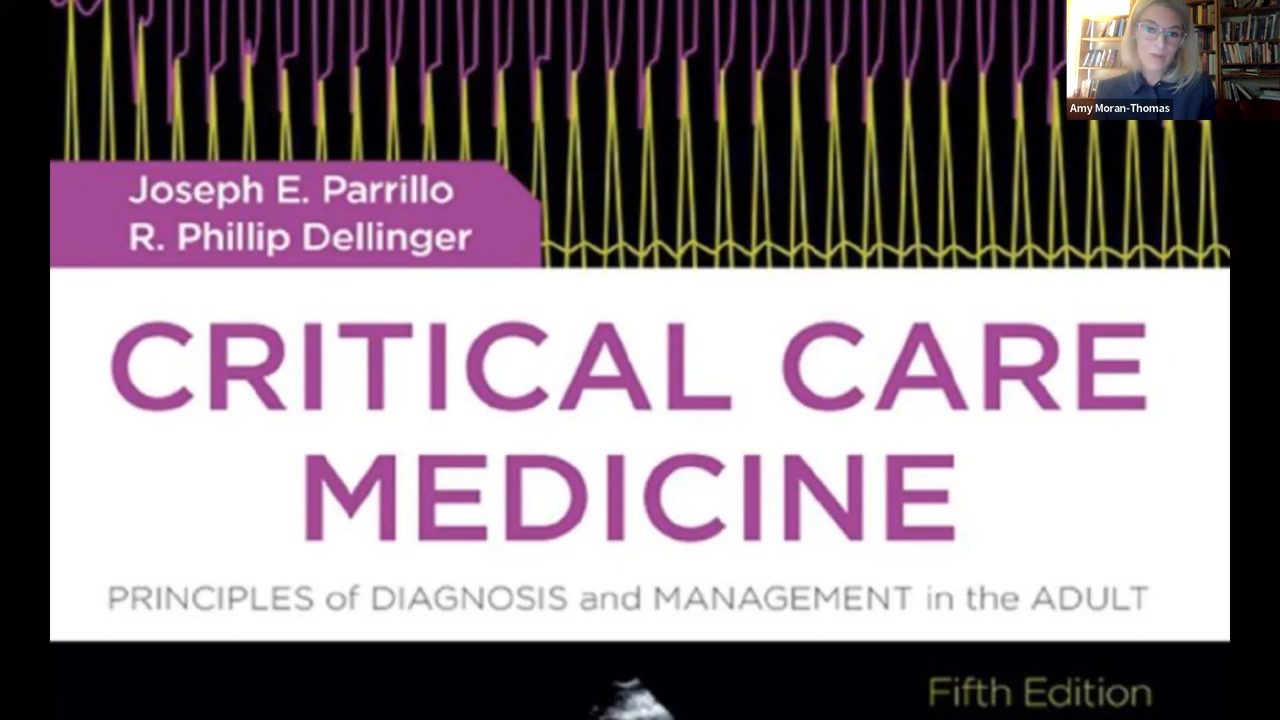 Amy Moran-Thomas
Joseph E. Parrillo
R. Phillip Dellinger
CRITICAL CARE
MEDICINE
PRINCIPLES of DIAGNOSIS and MANAGEMENT in the ADULT
Fifth Edition